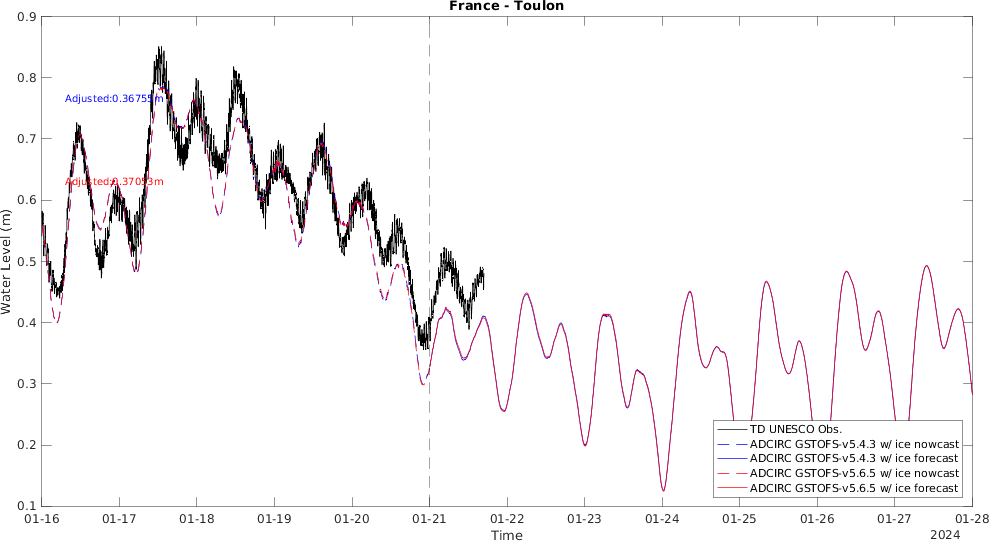 France - Toulon
0.9
0.8
0.7
0.6
0.5
0.4
0.3
0.2
0.1
Water Level (m)
Adjusted:0.36755m
Adjusted:0.37053m
TD UNESCO Obs.
ADCIRC GSTOFS-v5.4.3 w/ ice nowcast
ADCIRC GSTOFS-v5.4.3 w/ ice forecast
ADCIRC GSTOFS-v5.6.5 w/ ice nowcast
ADCIRC GSTOFS-v5.6.5 w/ ice forecast
01-16 01-17 01-18 01-19 01-20 01-21 01-22 01-23 01-24 01-25 01-26 01-27 01-28
Time
2024